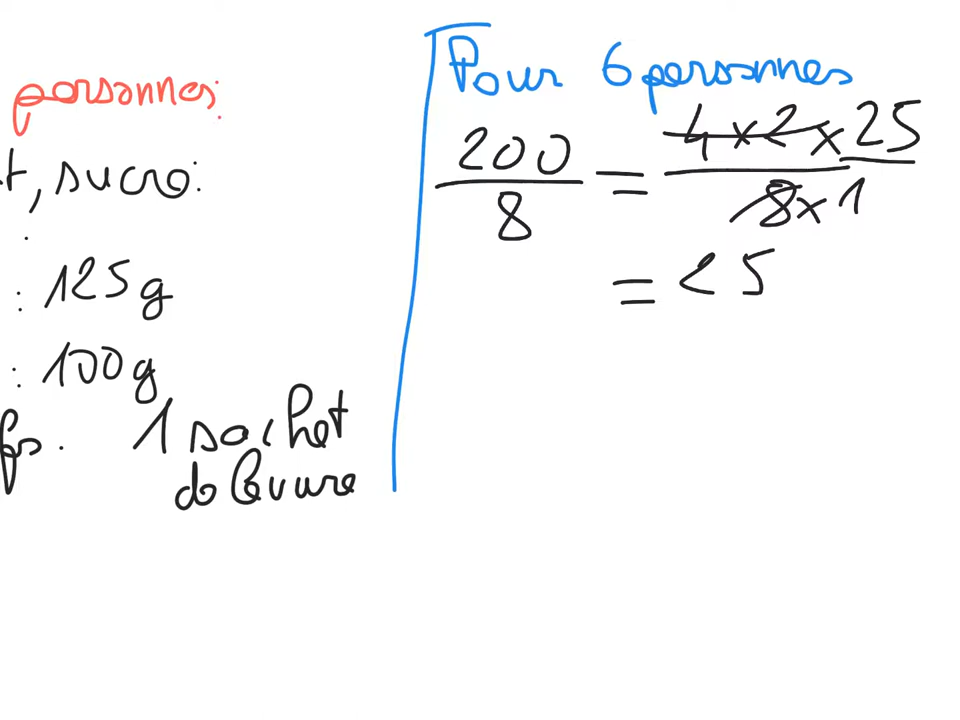 personnes:
t, sucre:
:
: 125g
: 100g
fs. 1 sachet
de levure
Pour 6 personnes
200/8 = 4 x 2 x 25/8 x 1
= 25